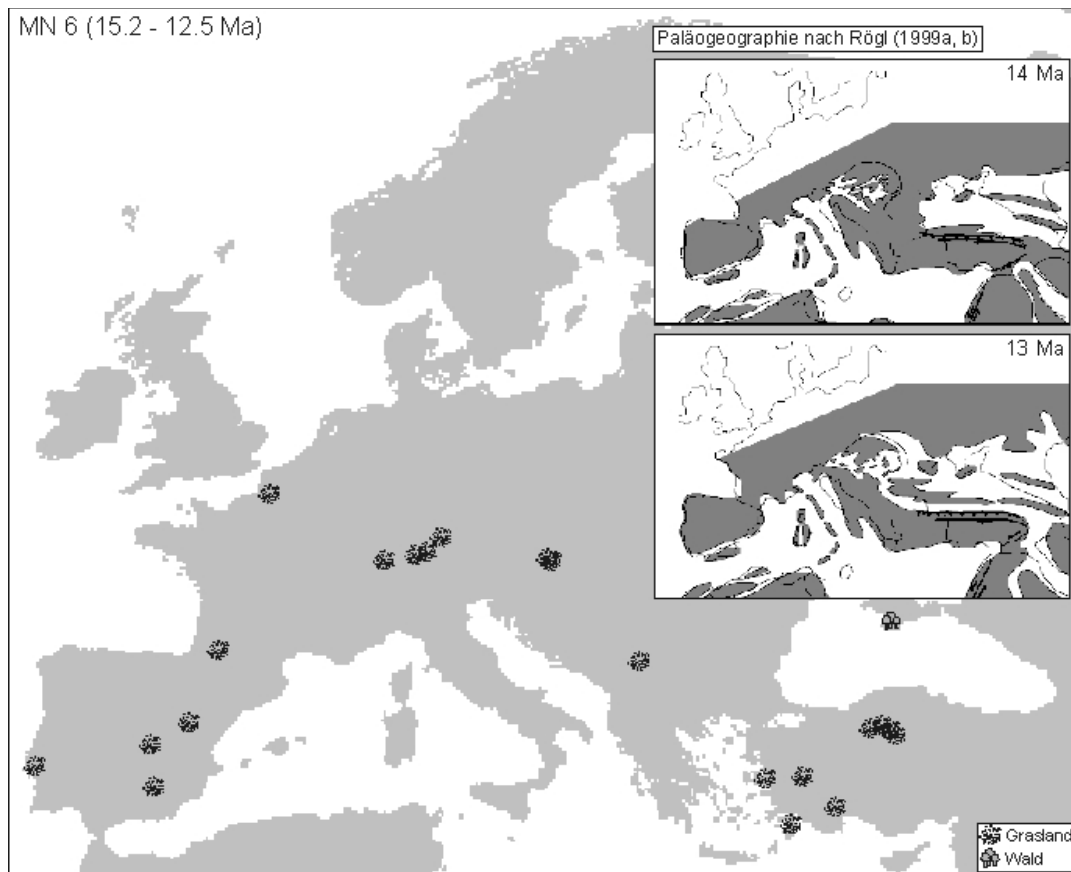 MN 6 (15.2 - 12.5 Ma)
Paläogeographie nach Rögl (1999a, b)
14 Ma
13 Ma
Grasland
Wald